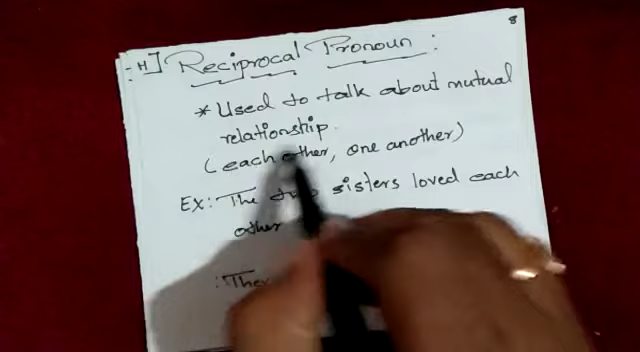 8
H] Reciprocal Pronoun :
* Used to talk about mutual
relationship.
(each other, one another)
EX: The two sisters loved each
other
: